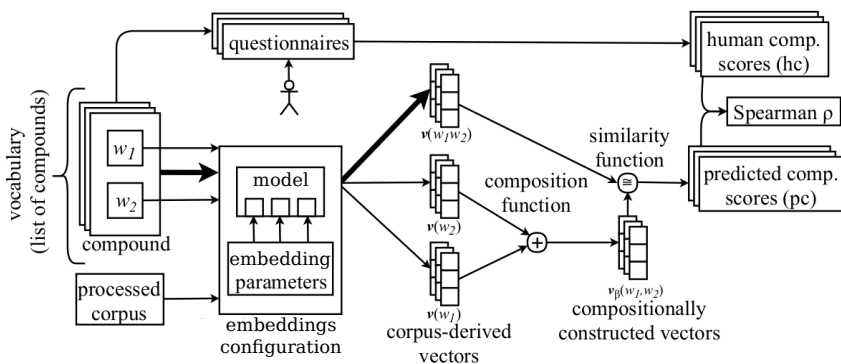 questionnaires
human comp.
scores (hc)
Spearman ρ
predicted comp.
scores (pc)
vocabulary
(list of compounds)
w1
w2
compound
processed
corpus
model
embedding
parameters
embeddings
configuration
v(w1w2)
v(w2)
v(w1)
corpus-derived
vectors
composition
function
+
similarity
function
≅
vβ(w1,w2)
compositionally
constructed vectors